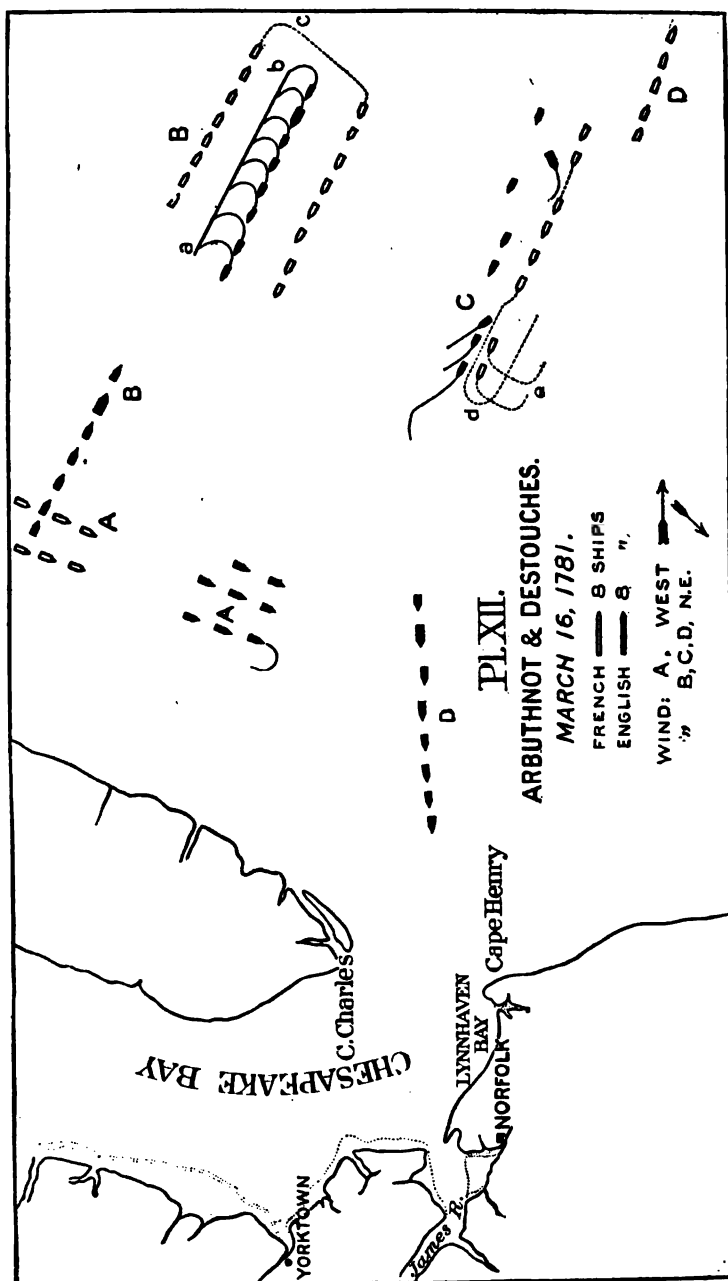 Pl. XII.
ARBUTHNOT & DESTOUCHES.
MARCH 16, 1781.
FRENCH 8 SHIPS
ENGLISH 8 "
WIND: A, WEST
" B, C, D, N.E.
B
c
b
a
B
A
A
C
d
e
D
D
CHESAPEAKE BAY
C. Charles
Cape Henry
LYNNHAVEN
BAY
NORFOLK
YORKTOWN
James R.